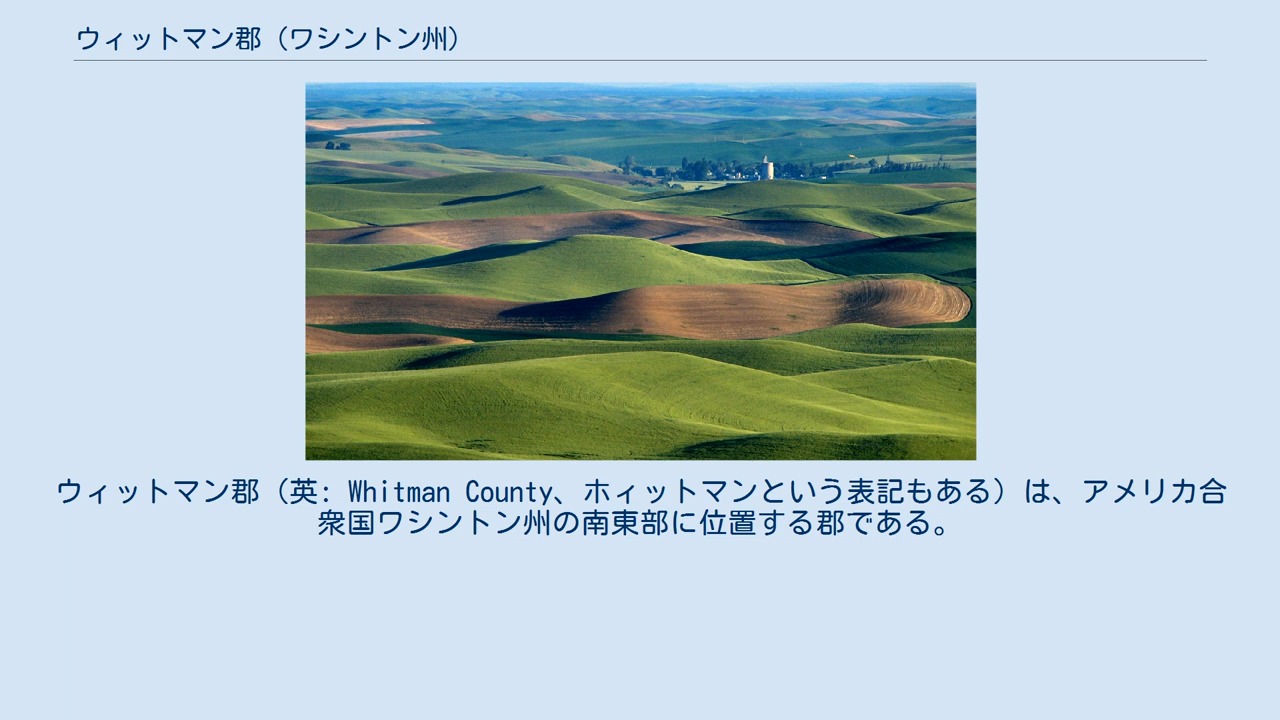 ウィットマン郡（ワシントン州）
ウィットマン郡（英: Whitman County、ホィットマンという表記もある）は、アメリカ合
衆国ワシントン州の南東部に位置する郡である。